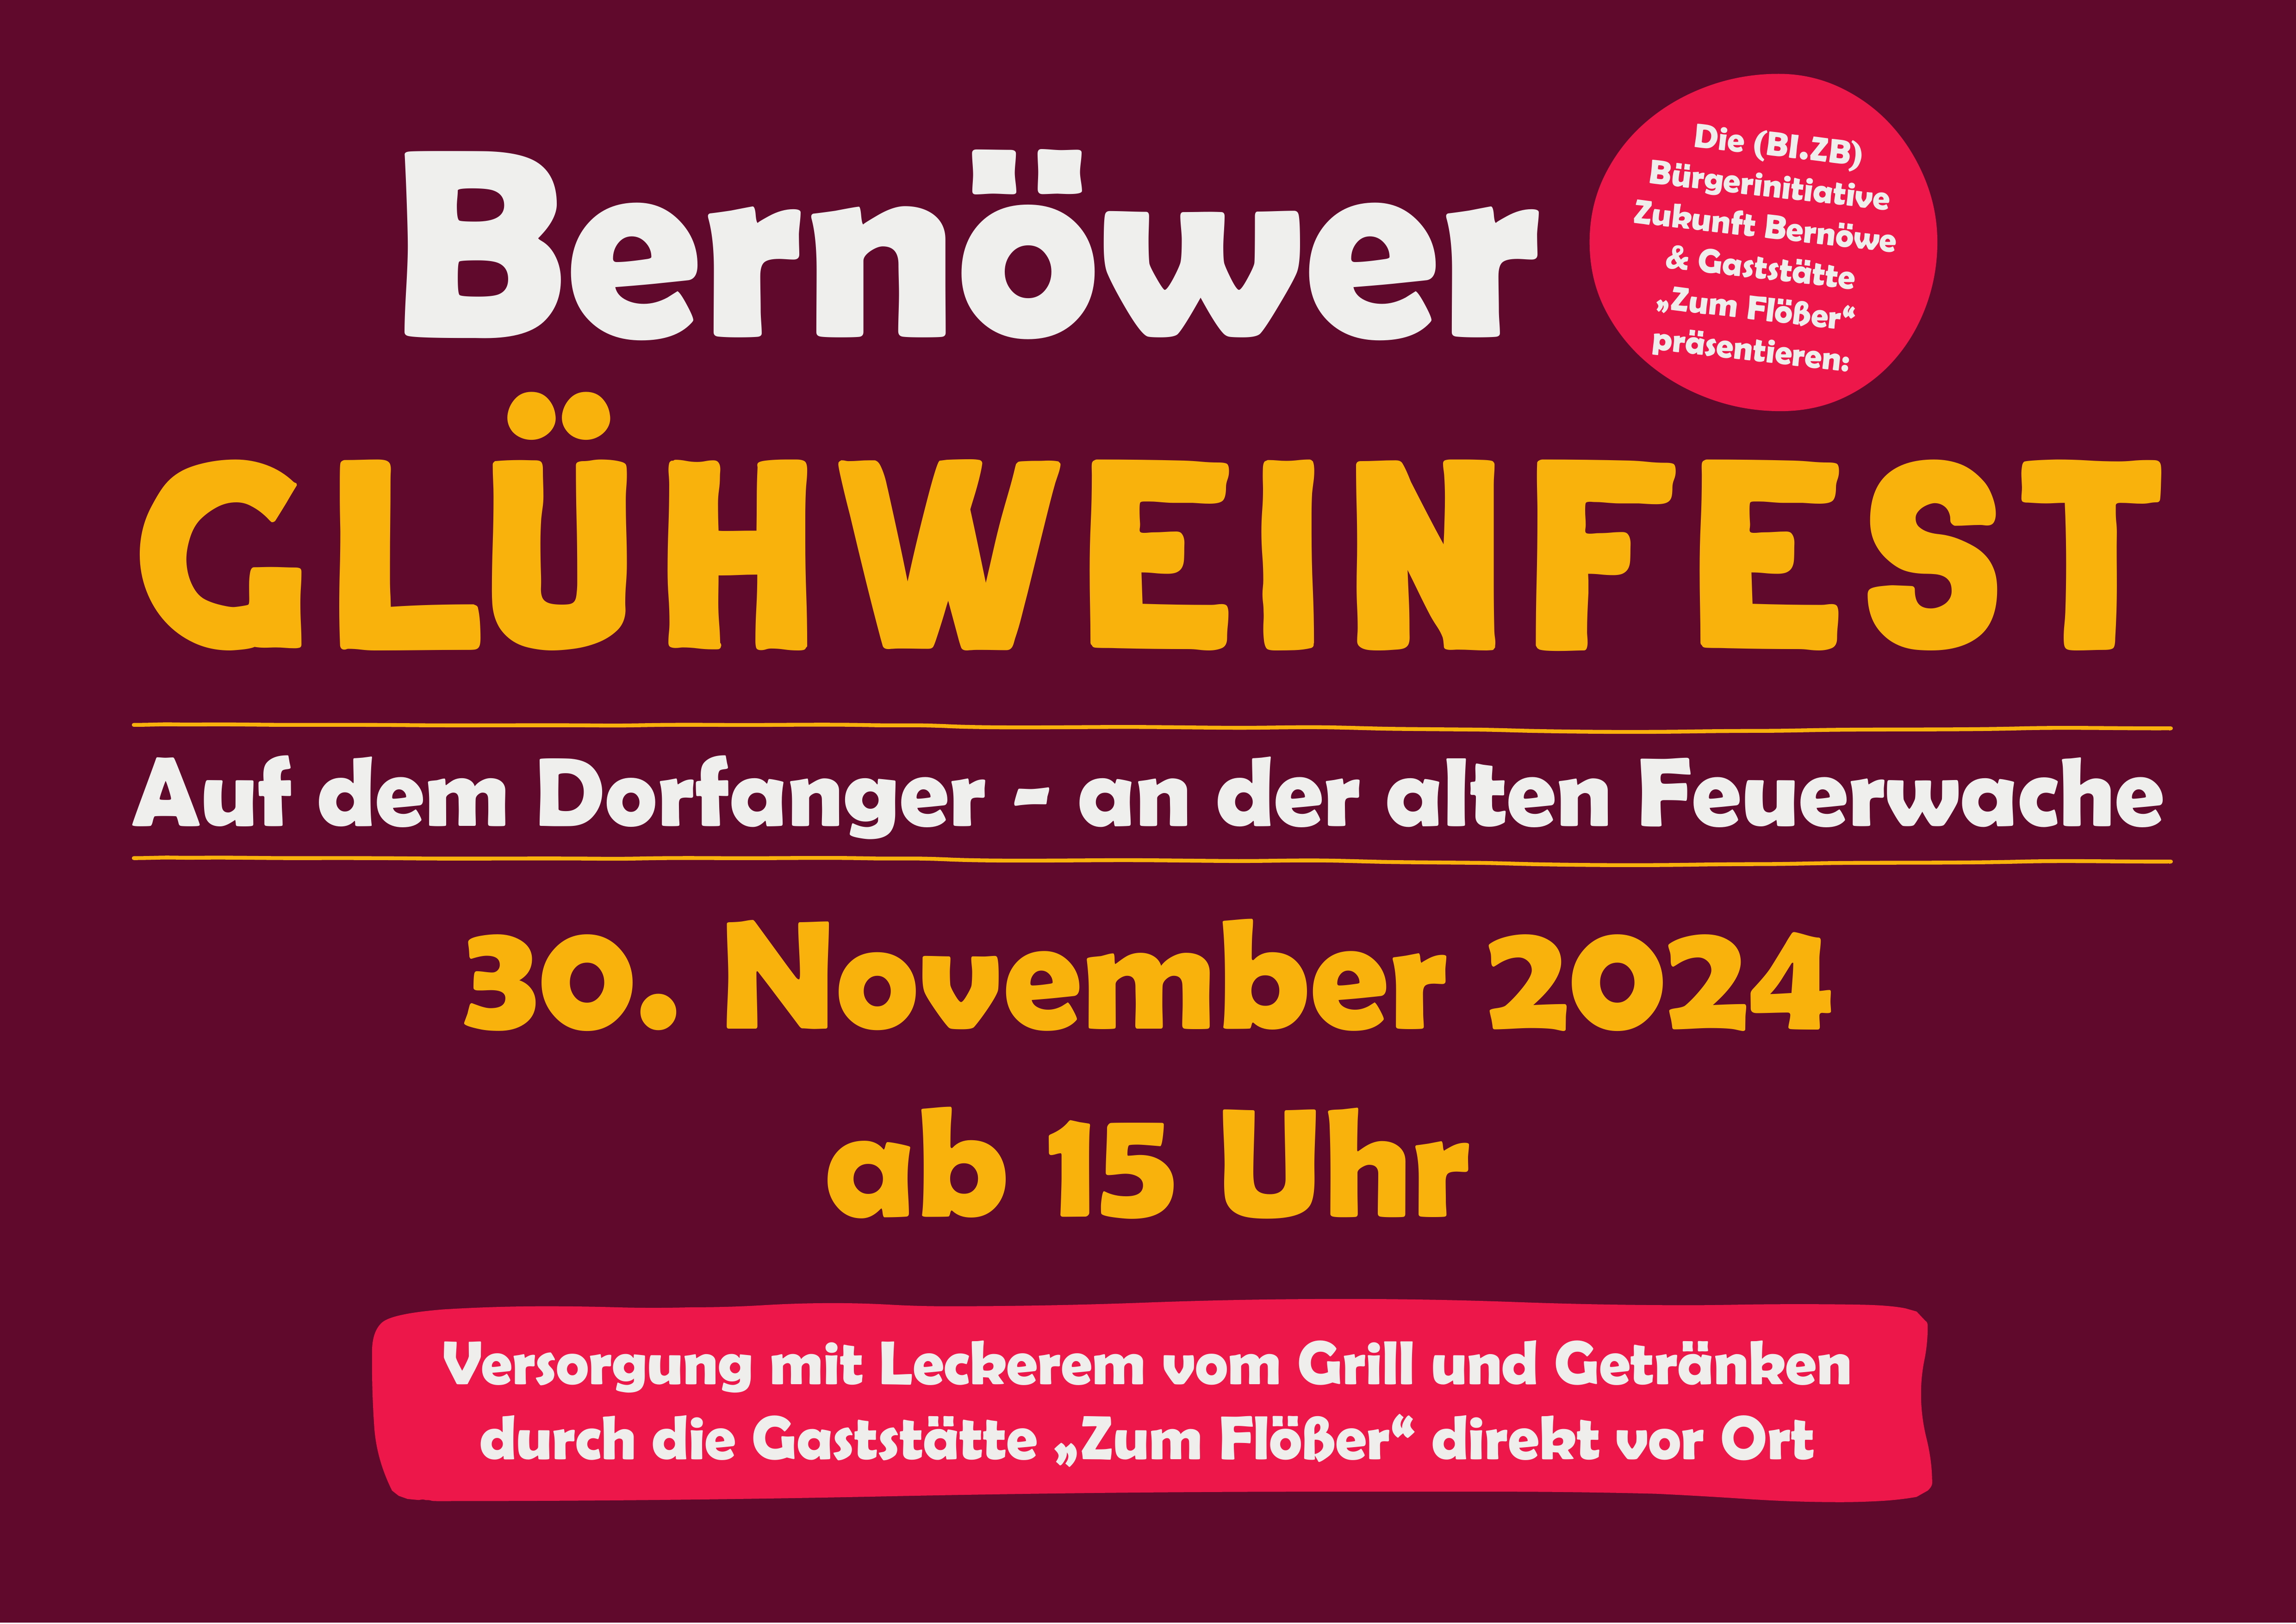 Die (BI.ZB)
Bürgerinitiative
Zukunft Bernöwe
& Gaststätte
„Zum Flößer“
präsentieren:
Bernöwer
GLÜHWEINFEST
Auf dem Dorfanger - an der alten Feuerwache
30. November 2024
ab 15 Uhr
Versorgung mit Leckerem vom Grill und Getränken
durch die Gaststätte „Zum Flößer“ direkt vor Ort